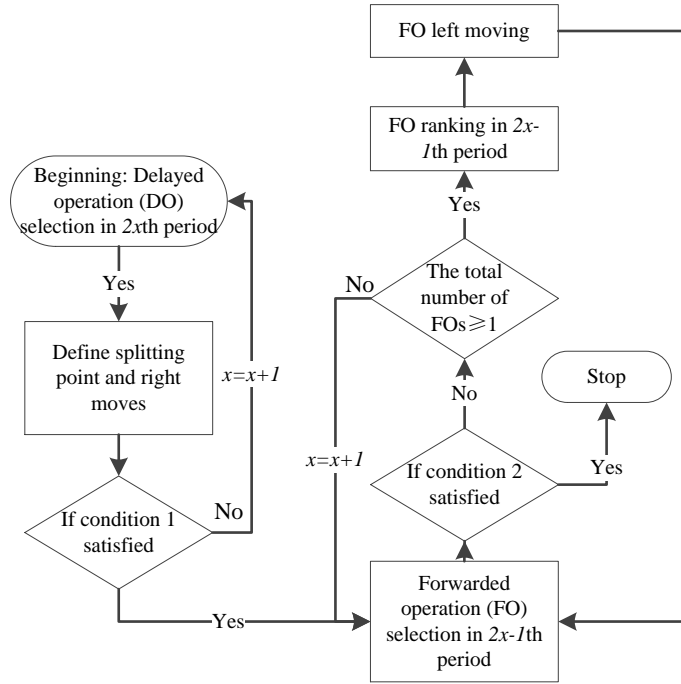 FO left moving
FO ranking in 2x-
1th period
Beginning: Delayed
operation (DO)
selection in 2xth period
Yes
Yes
The total
number of
FOs≥1
No
Define splitting
point and right
moves
x=x+1
Stop
No
x=x+1
If condition 2
satisfied
Yes
If condition 1
satisfied
No
Yes
Forwarded
operation (FO)
selection in 2x-1th
period